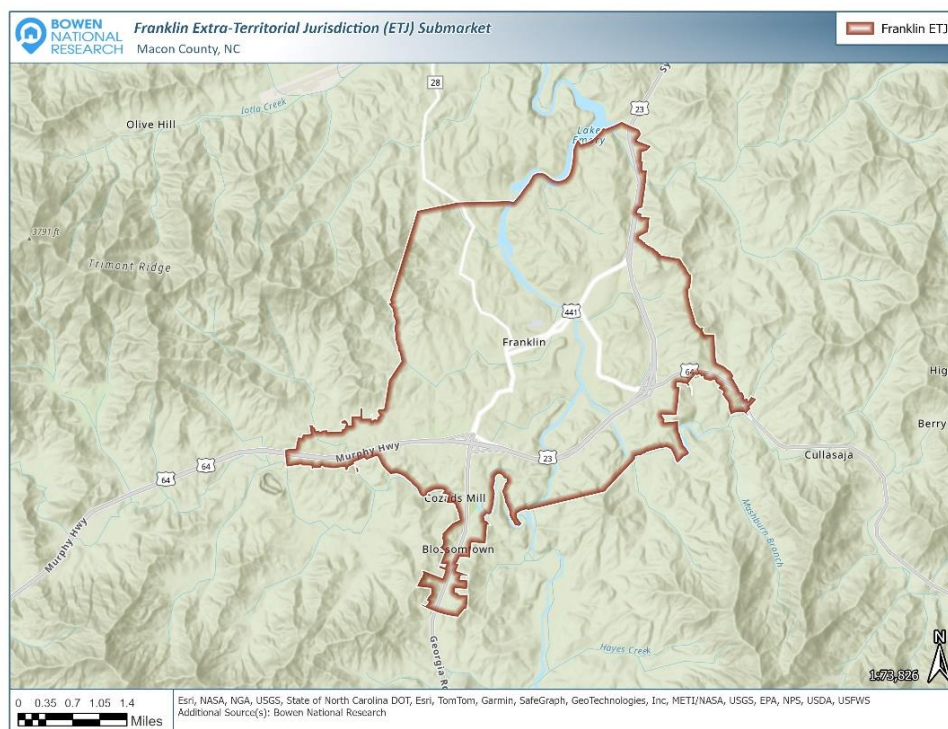 BOWEN
NATIONAL
RESEARCH
Franklin Extra-Territorial Jurisdiction (ETJ) Submarket
Macon County, NC
Franklin ETJ
28
23
Iotla Creek
Olive Hill
Lake
Emory
3791 ft
Trimont Ridge
441
Franklin
64
Murphy Hwy
23
64
64
Cullasaja
Berry
Murphy Hwy
Cozads Mill
Mashburn Branch
Blossomtown
Georgia
Hayes Creek
N
1:73,826
0 0.35 0.7 1.05 1.4
Miles
Esri, NASA, NGA, USGS, State of North Carolina DOT, Esri, TomTom, Garmin, SafeGraph, GeoTechnologies, Inc, METI/NASA, USGS, EPA, NPS, USDA, USFWS
Additional Source(s): Bowen National Research